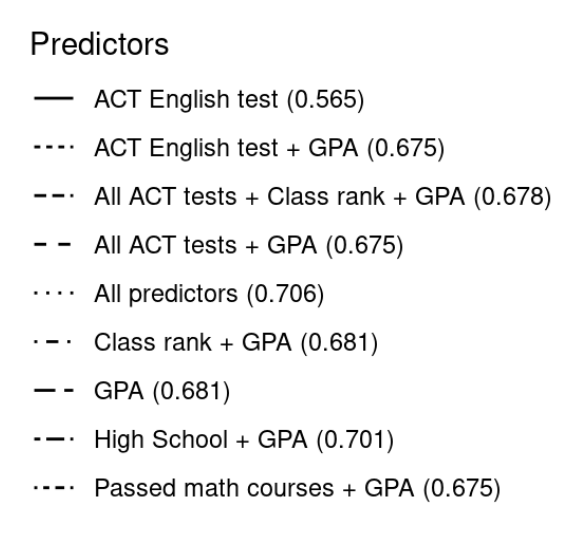 Predictors
ACT English test (0.565)
ACT English test + GPA (0.675)
All ACT tests + Class rank + GPA (0.678)
All ACT tests + GPA (0.675)
All predictors (0.706)
Class rank + GPA (0.681)
GPA (0.681)
High School + GPA (0.701)
Passed math courses + GPA (0.675)